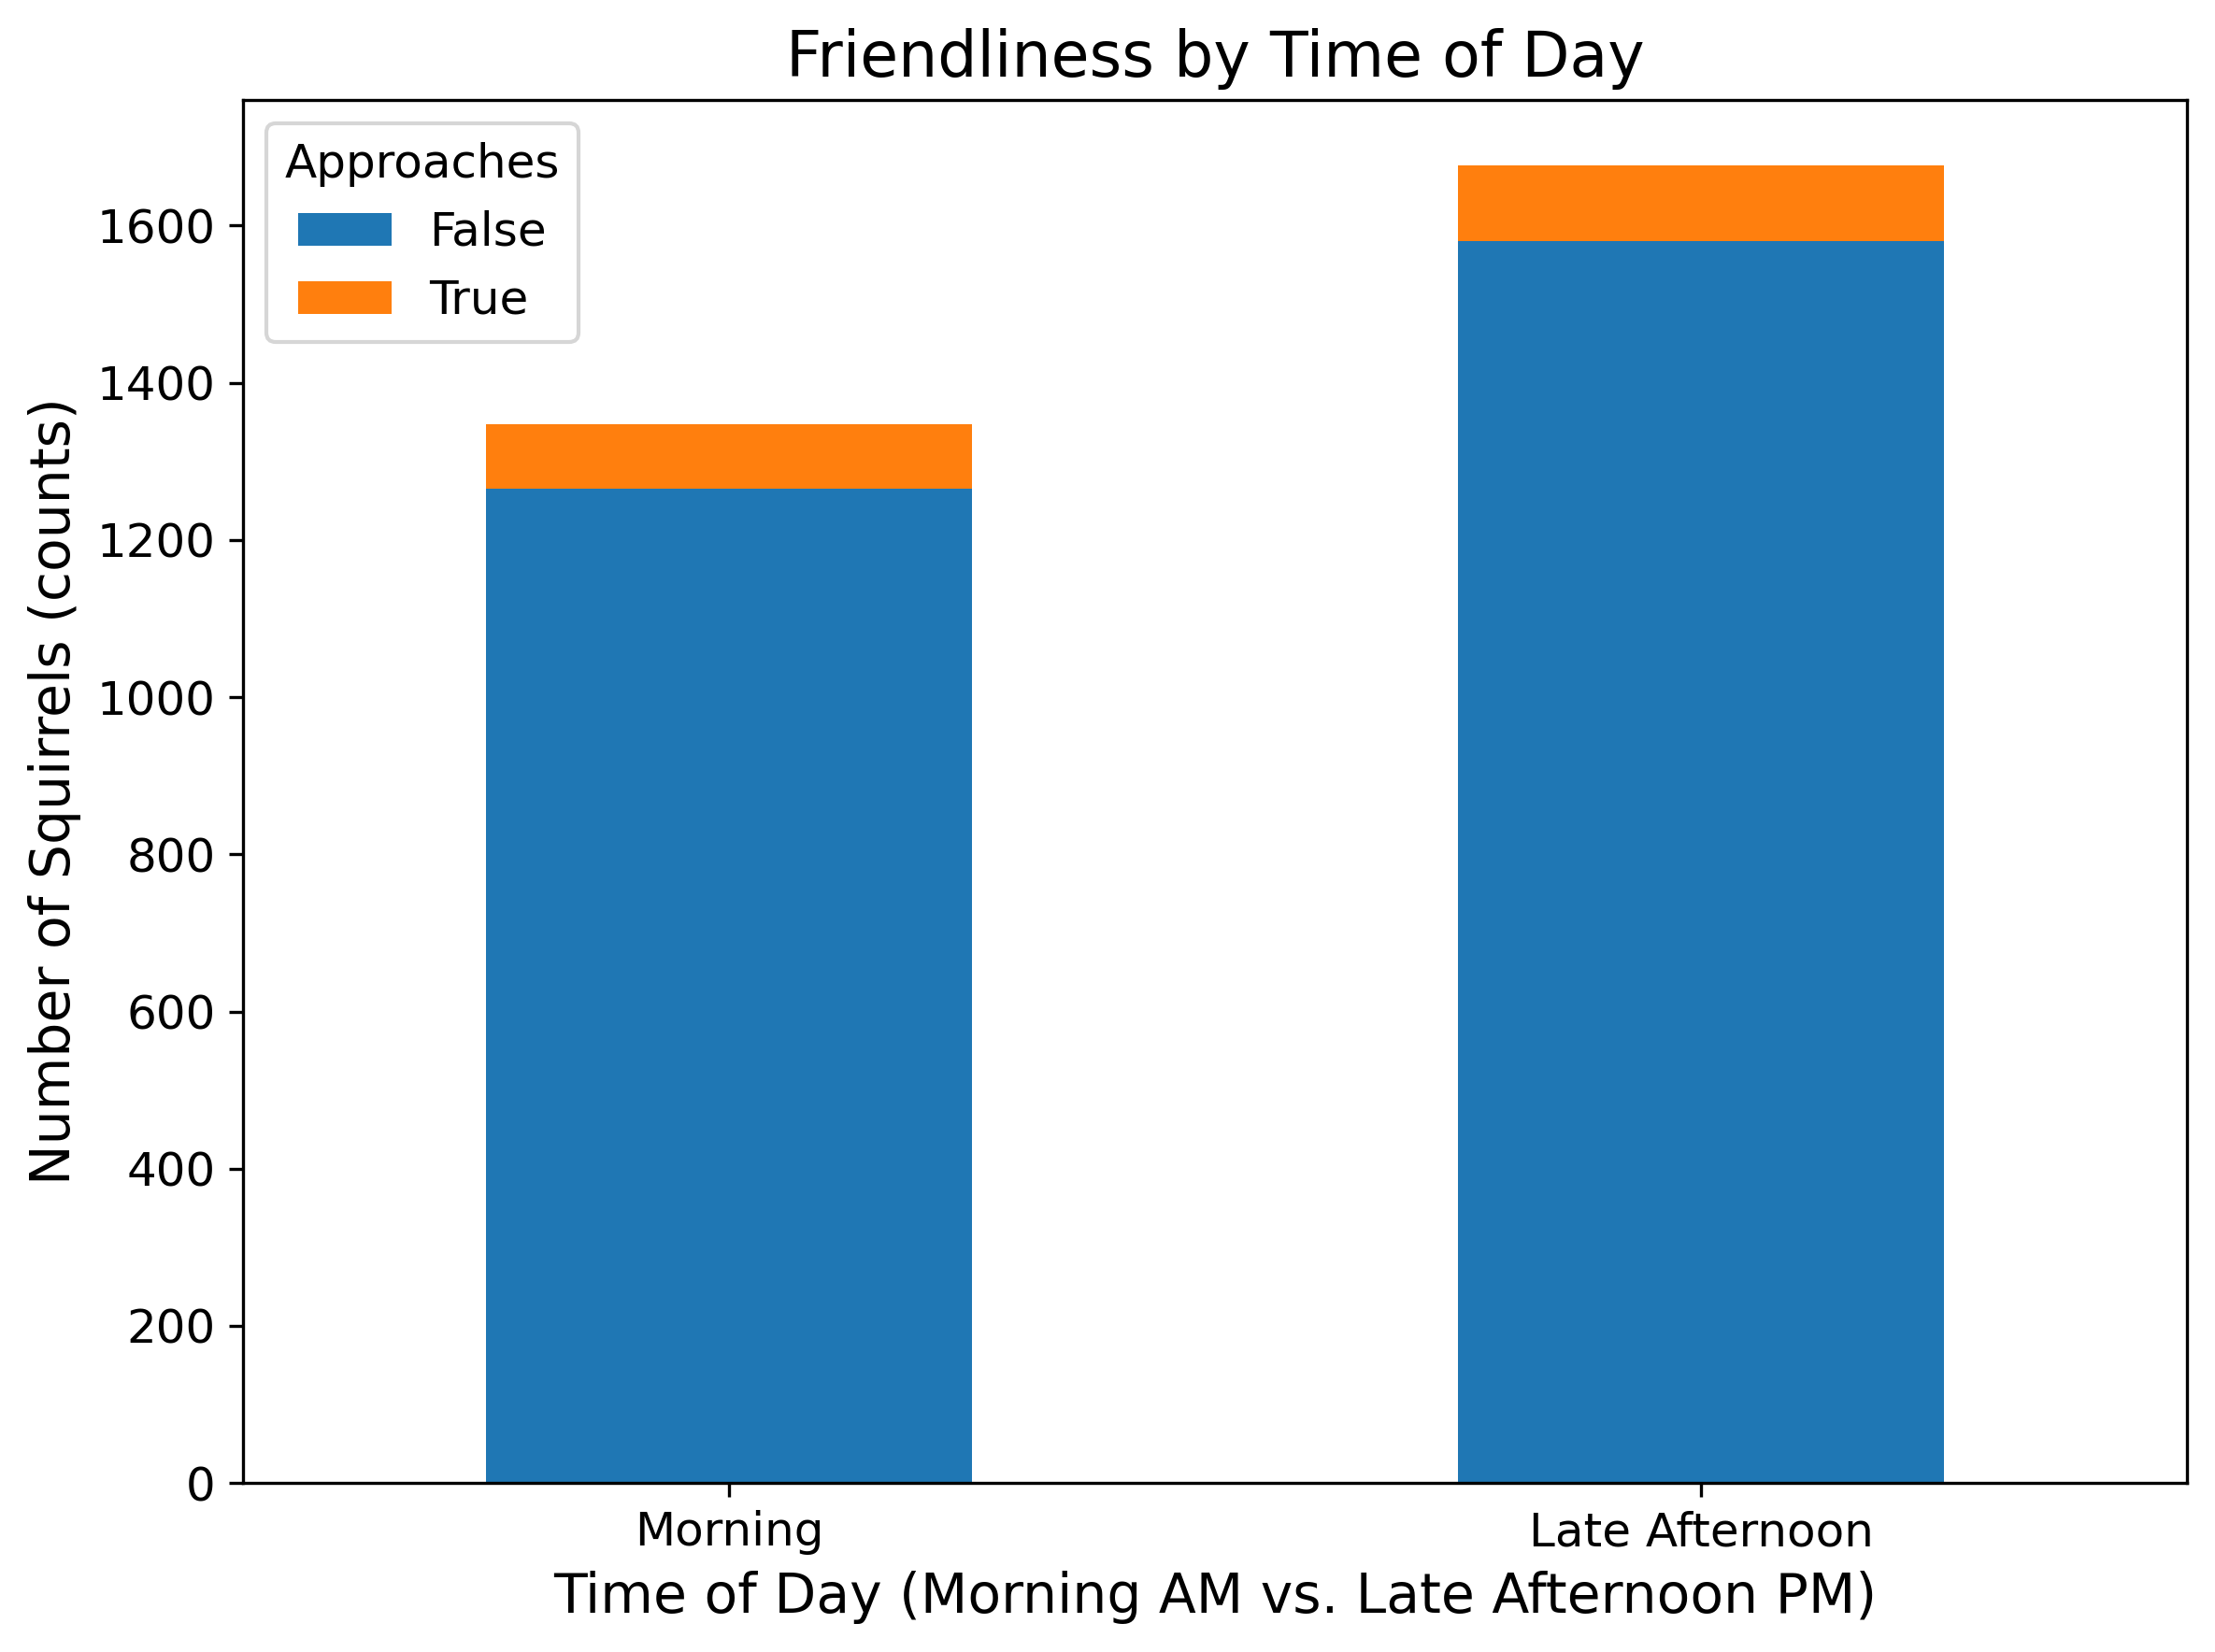 Friendliness by Time of Day
Approaches
False
True
Number of Squirrels (counts)
1600
1400
1200
1000
800
600
400
200
0
Morning
Late Afternoon
Time of Day (Morning AM vs. Late Afternoon PM)